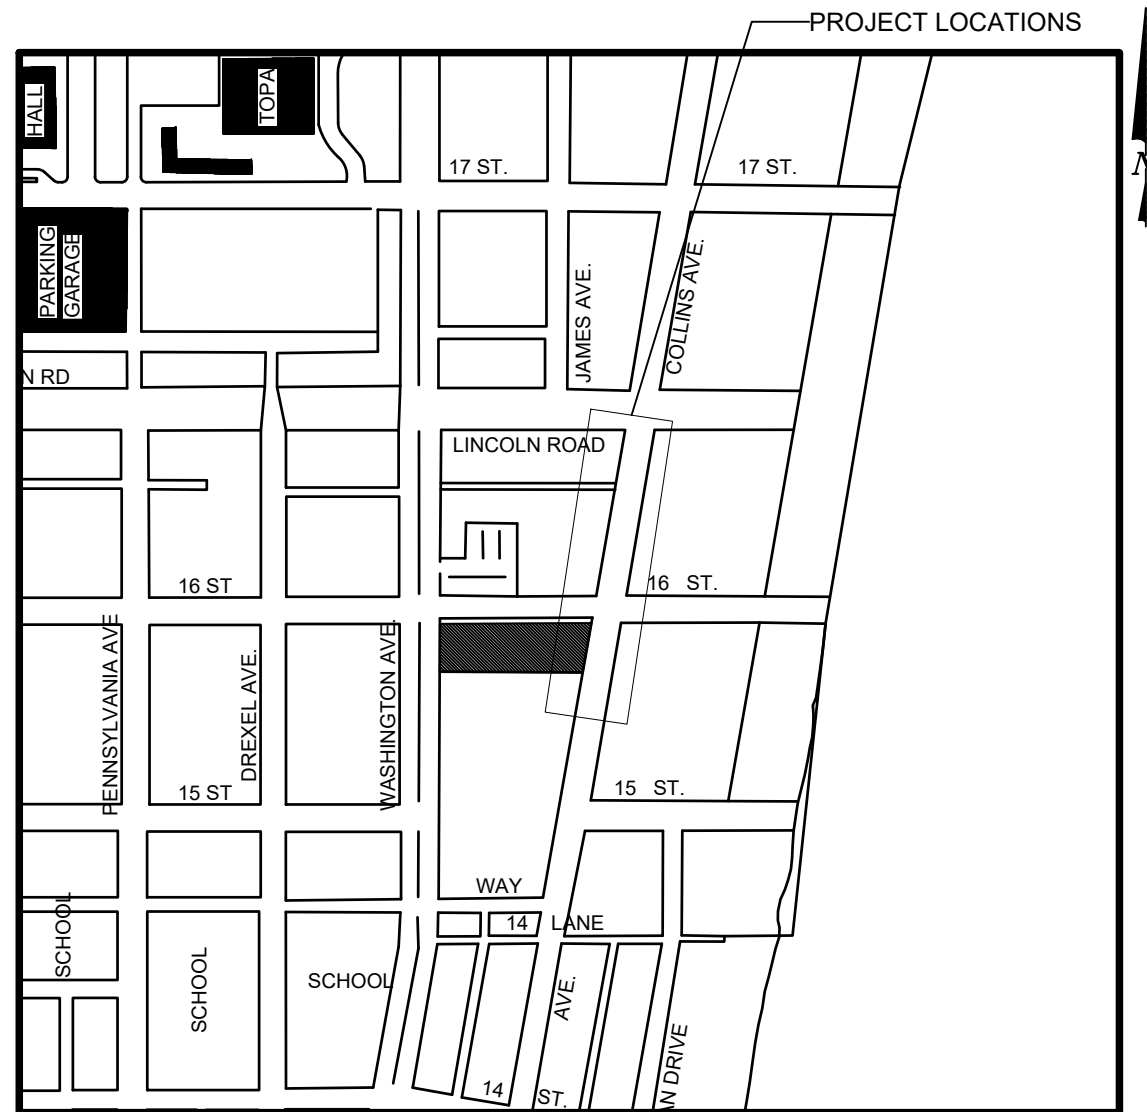 PROJECT LOCATIONS
HALL
TOPA
17 ST.
17 ST.
PARKING
GARAGE
JAMES AVE.
COLLINS AVE.
N RD
LINCOLN ROAD
16 ST
16 ST.
PENNSYLVANIA AVE
DREXEL AVE.
WASHINGTON AVE.
15 ST
15 ST.
WAY
14 LANE
SCHOOL
SCHOOL
SCHOOL
AVE.
AN DRIVE
14 ST.